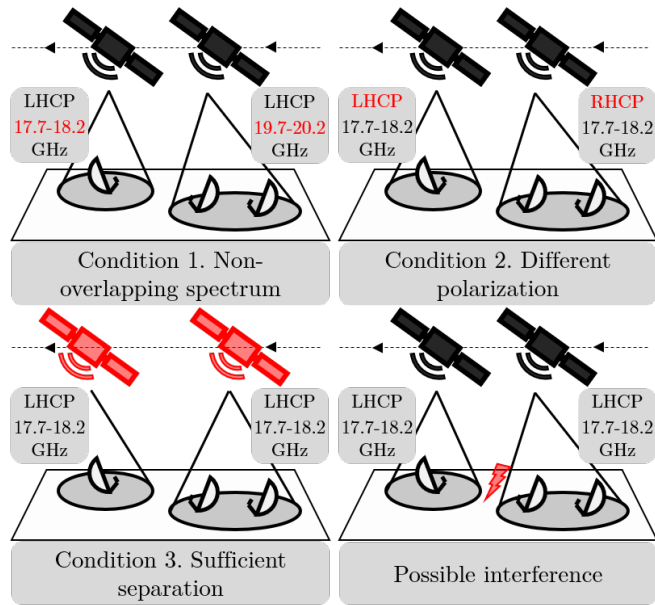 LHCP
17.7-18.2
GHz
LHCP
19.7-20.2
GHz
Condition 1. Non-
overlapping spectrum
LHCP
17.7-18.2
GHz
RHCP
17.7-18.2
GHz
Condition 2. Different
polarization
LHCP
17.7-18.2
GHz
LHCP
17.7-18.2
GHz
Condition 3. Sufficient
separation
LHCP
17.7-18.2
GHz
LHCP
17.7-18.2
GHz
Possible interference